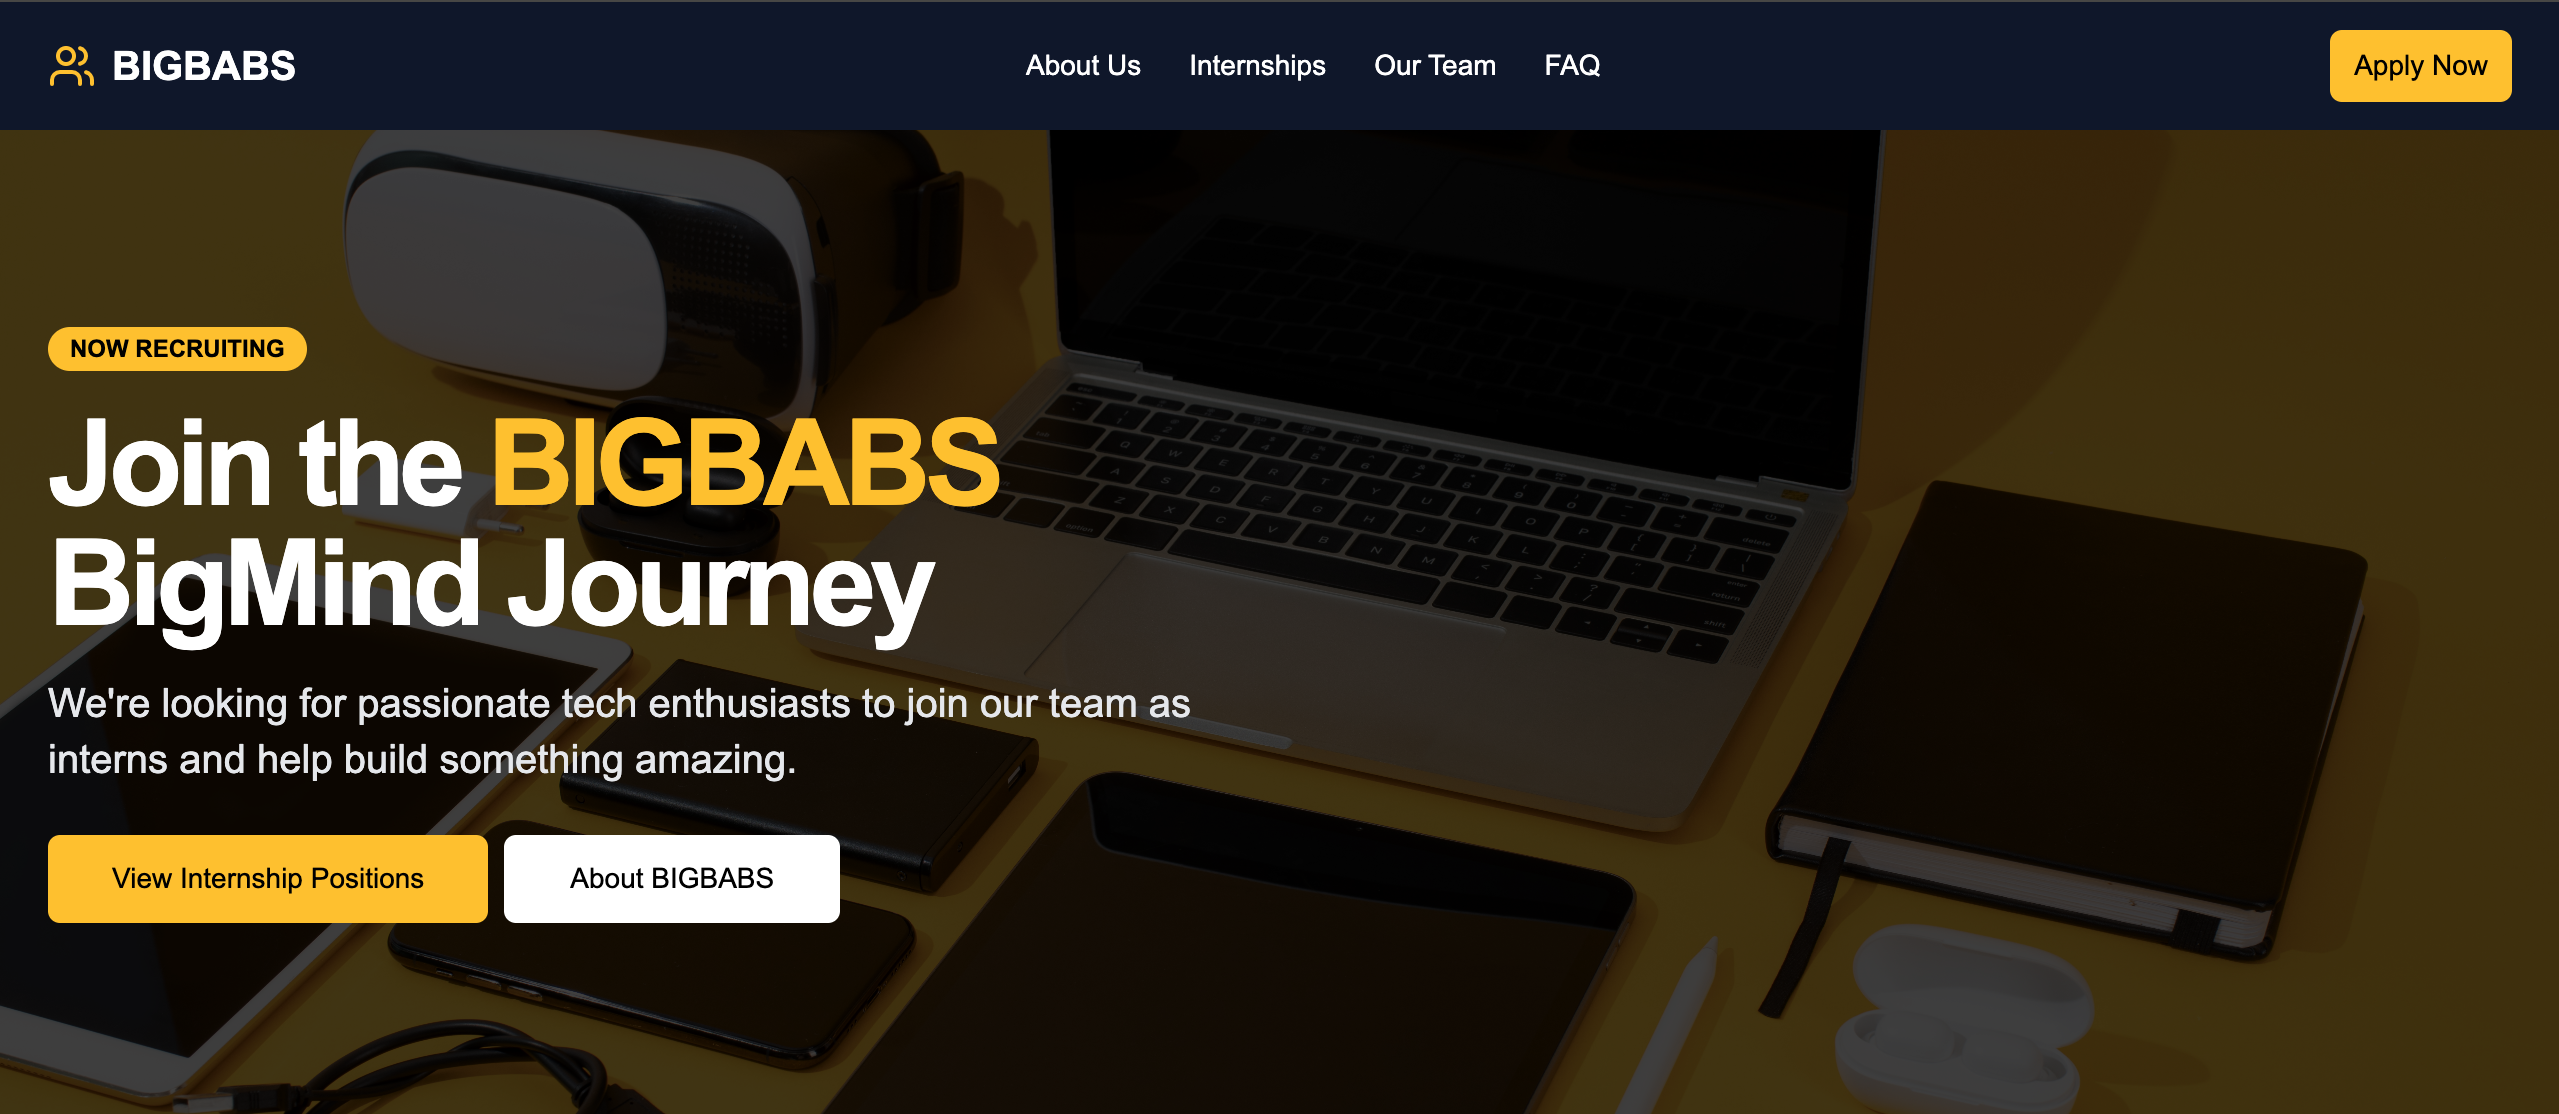 BIGBABS
About Us
Internships
Our Team
FAQ
Apply Now
NOW RECRUITING
Join the BIGBABS
BigMind Journey
We're looking for passionate tech enthusiasts to join our team as
interns and help build something amazing.
View Internship Positions
About BIGBABS